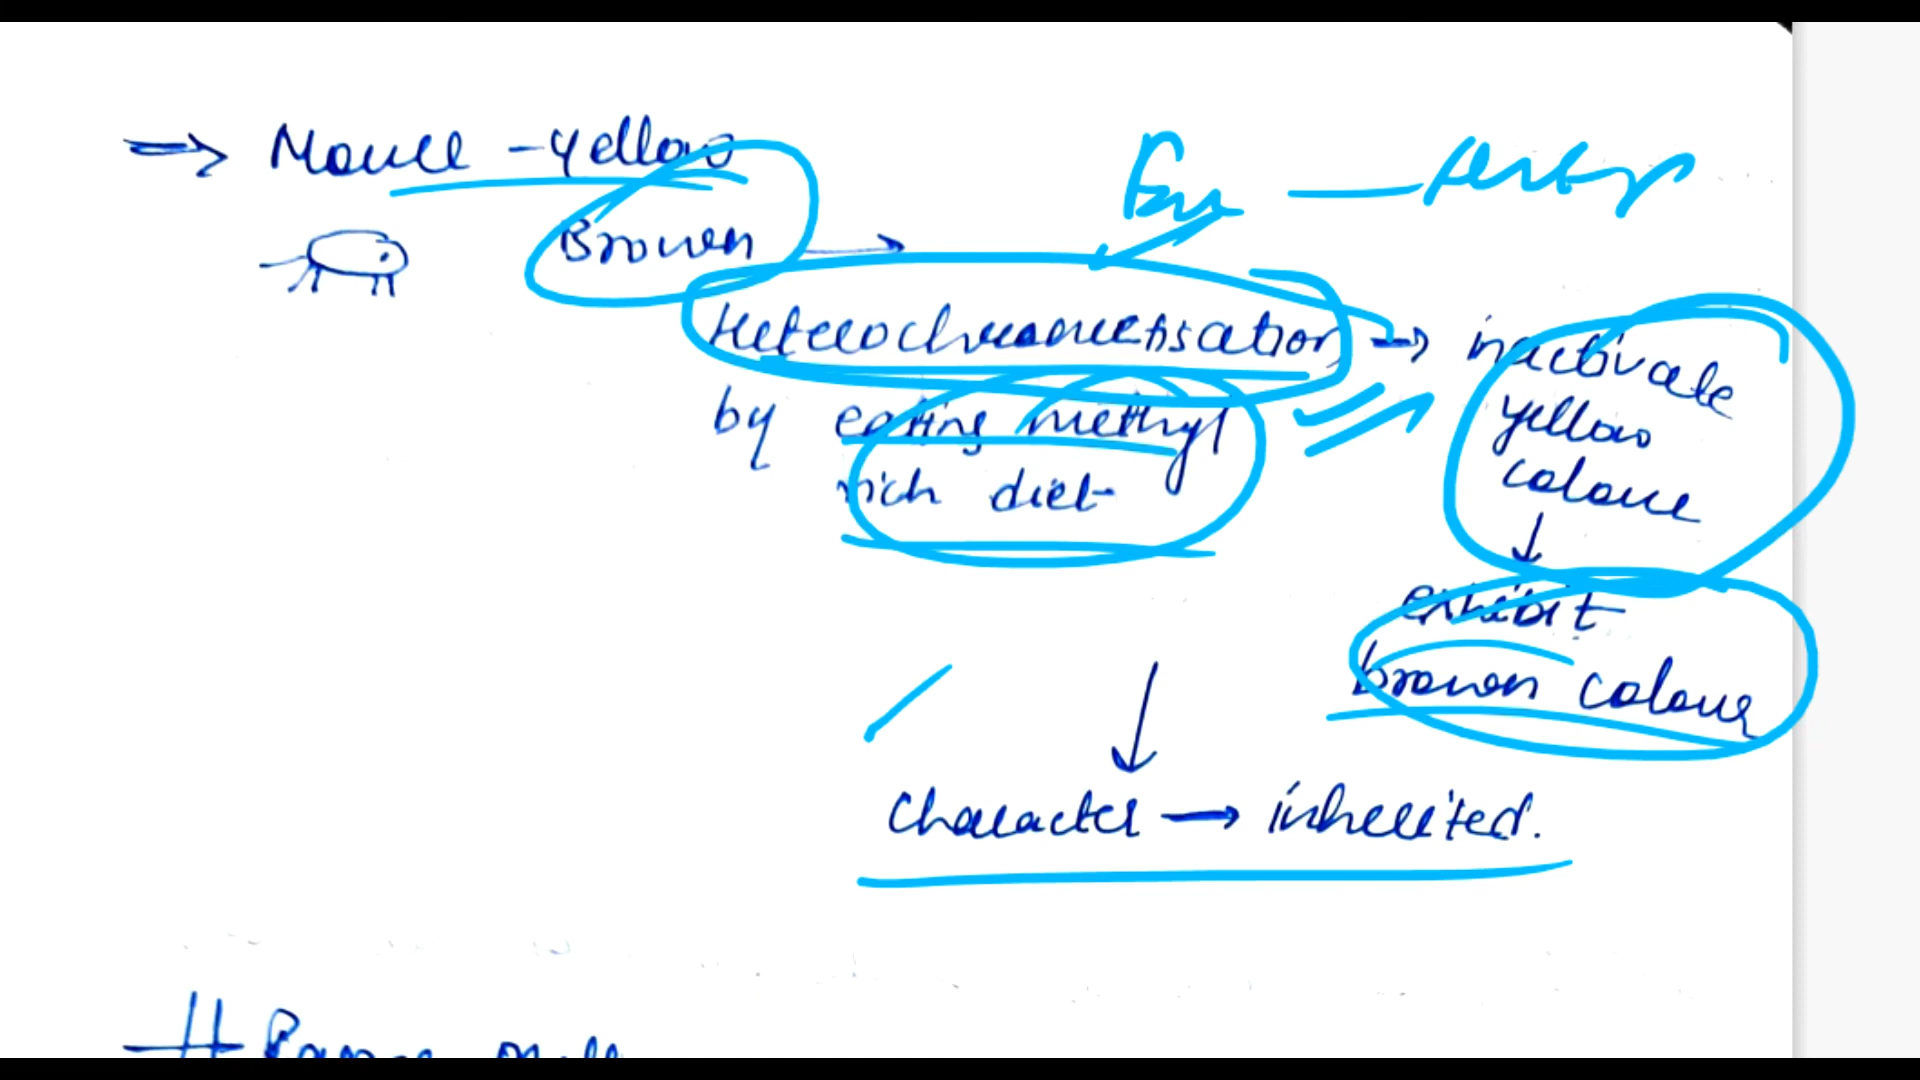 ⇒ Mouse - yellow
Brown →
Heterochromatisation → inactivate
by eating methyl yellow
rich diet colour
↓
exhibit
brown colour
↓
Character → inherited.
#